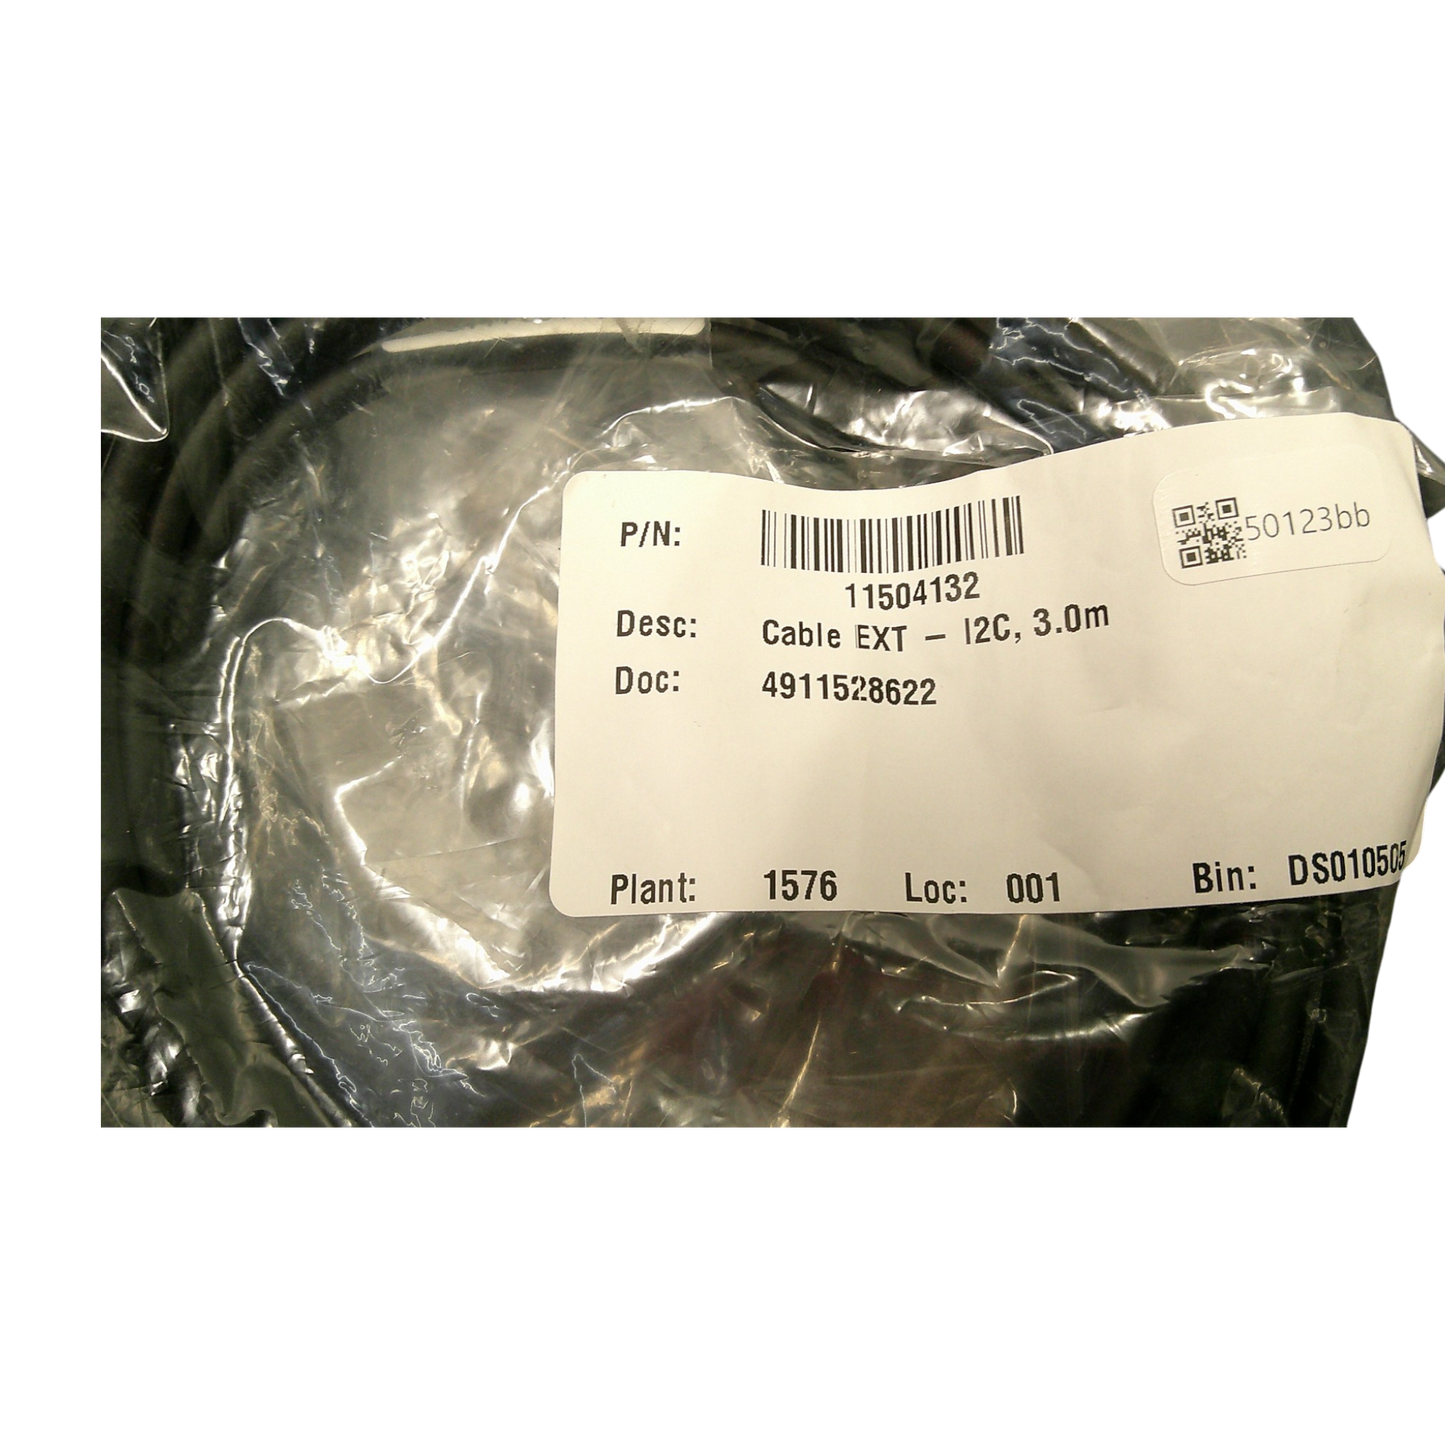 P/N:
11504132
50123bb
Desc: Cable EXT – I2C, 3.0m
Doc: 4911528622
Plant: 1576 Loc: 001 Bin: DS010505